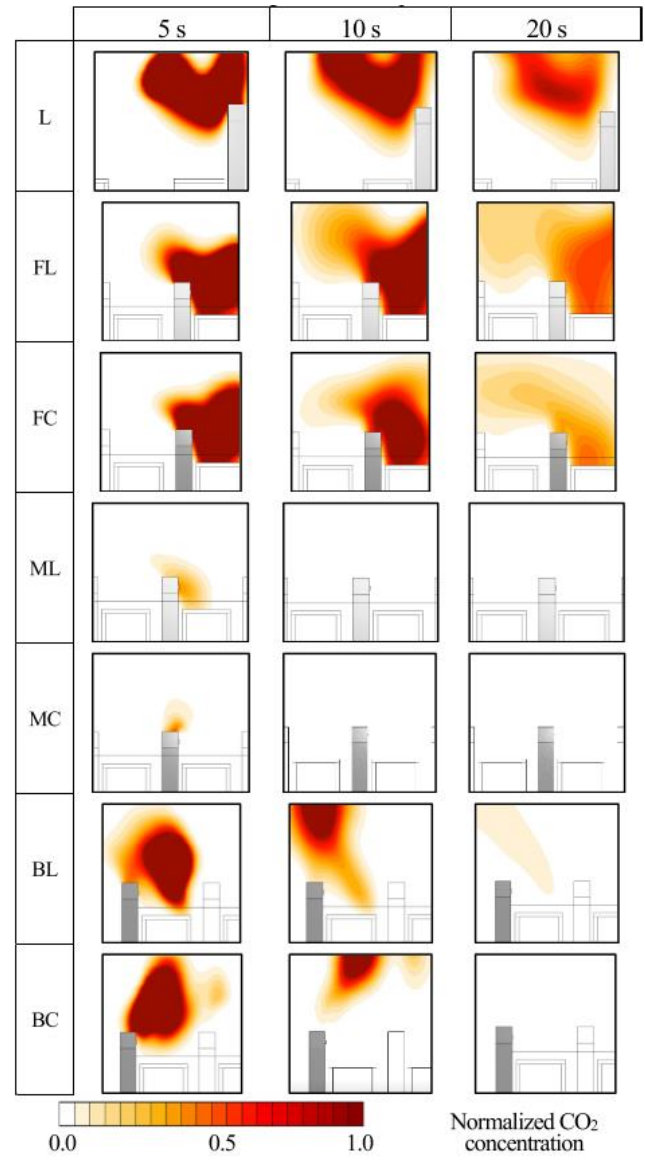 5 s 10 s 20 s
L
FL
FC
ML
MC
BL
BC
0.0 0.5 1.0
Normalized CO₂
concentration